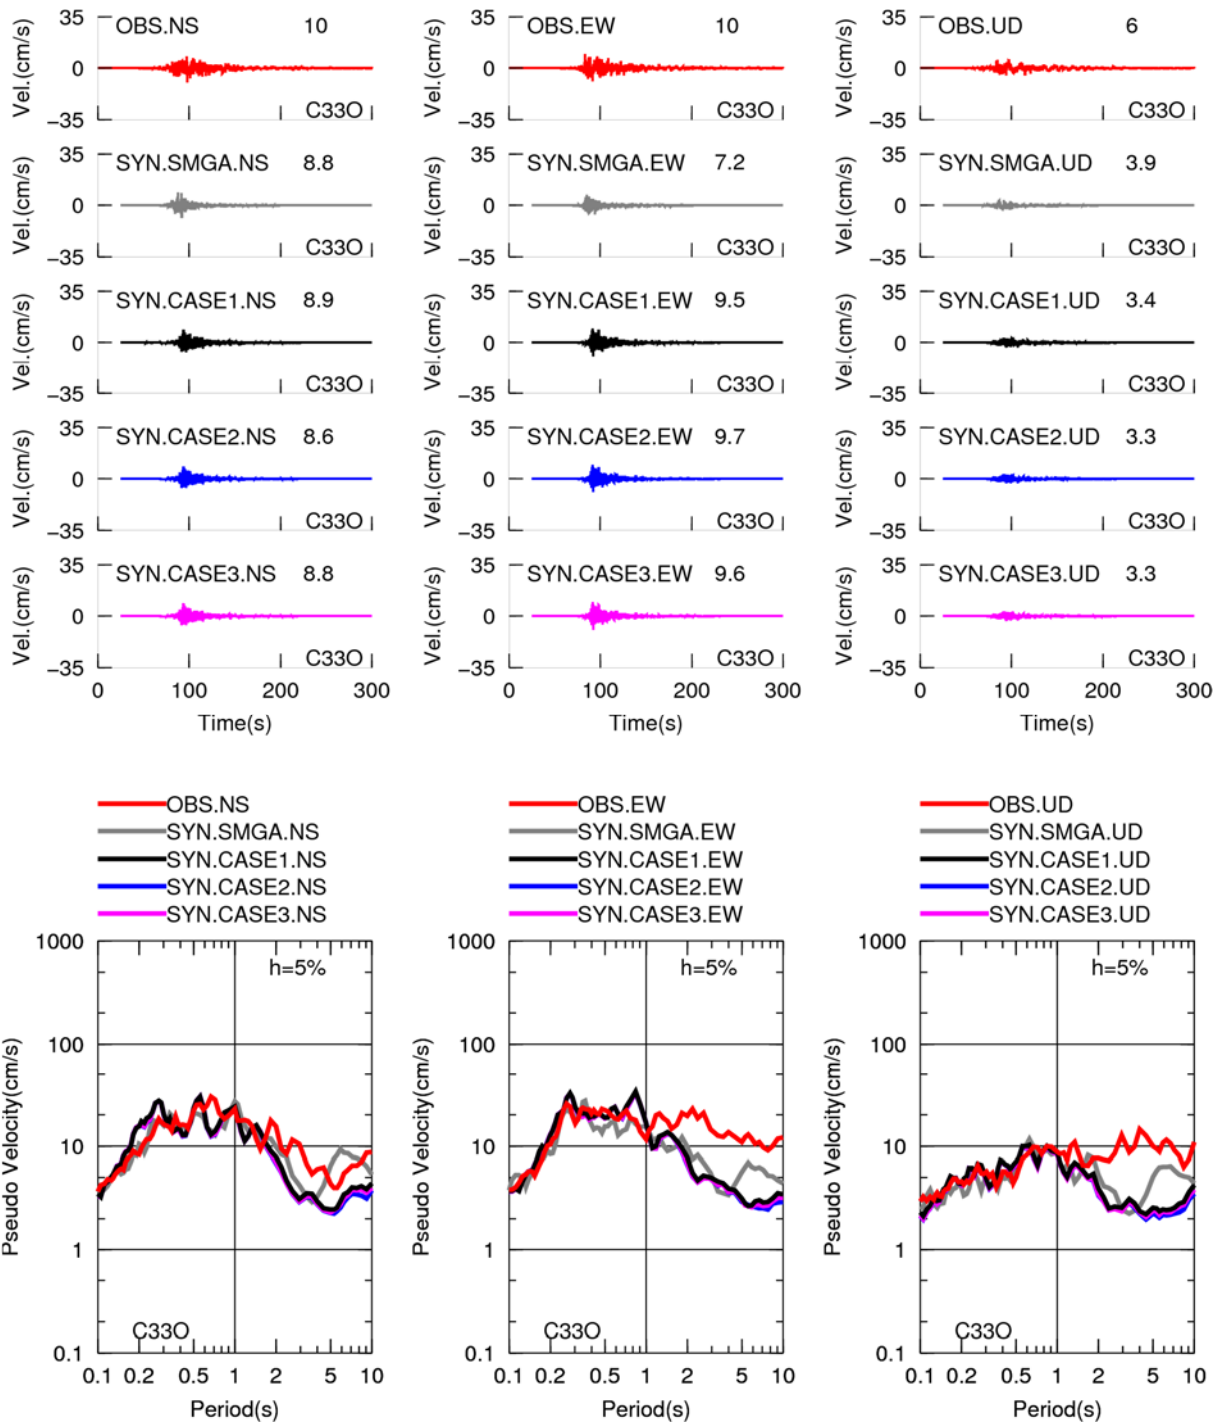 35 OBS.NS 10
Vel.(cm/s) 0
−35 C33O
35 OBS.EW 10
Vel.(cm/s) 0
−35 C33O
35 OBS.UD 6
Vel.(cm/s) 0
−35 C33O
35 SYN.SMGA.NS 8.8
Vel.(cm/s) 0
−35 C33O
35 SYN.SMGA.EW 7.2
Vel.(cm/s) 0
−35 C33O
35 SYN.SMGA.UD 3.9
Vel.(cm/s) 0
−35 C33O
35 SYN.CASE1.NS 8.9
Vel.(cm/s) 0
−35 C33O
35 SYN.CASE1.EW 9.5
Vel.(cm/s) 0
−35 C33O
35 SYN.CASE1.UD 3.4
Vel.(cm/s) 0
−35 C33O
35 SYN.CASE2.NS 8.6
Vel.(cm/s) 0
−35 C33O
35 SYN.CASE2.EW 9.7
Vel.(cm/s) 0
−35 C33O
35 SYN.CASE2.UD 3.3
Vel.(cm/s) 0
−35 C33O
35 SYN.CASE3.NS 8.8
Vel.(cm/s) 0
−35 C33O
0 100 200 300
Time(s)
35 SYN.CASE3.EW 9.6
Vel.(cm/s) 0
−35 C33O
0 100 200 300
Time(s)
35 SYN.CASE3.UD 3.3
Vel.(cm/s) 0
−35 C33O
0 100 200 300
Time(s)
OBS.NS
SYN.SMGA.NS
SYN.CASE1.NS
SYN.CASE2.NS
SYN.CASE3.NS
1000
h=5%
100
Pseudo Velocity(cm/s)
10
1
C33O
0.1
0.1 0.2 0.5 1 2 5 10
Period(s)
OBS.EW
SYN.SMGA.EW
SYN.CASE1.EW
SYN.CASE2.EW
SYN.CASE3.EW
1000
h=5%
100
Pseudo Velocity(cm/s)
10
1
C33O
0.1
0.1 0.2 0.5 1 2 5 10
Period(s)
OBS.UD
SYN.SMGA.UD
SYN.CASE1.UD
SYN.CASE2.UD
SYN.CASE3.UD
1000
h=5%
100
Pseudo Velocity(cm/s)
10
1
C33O
0.1
0.1 0.2 0.5 1 2 5 10
Period(s)